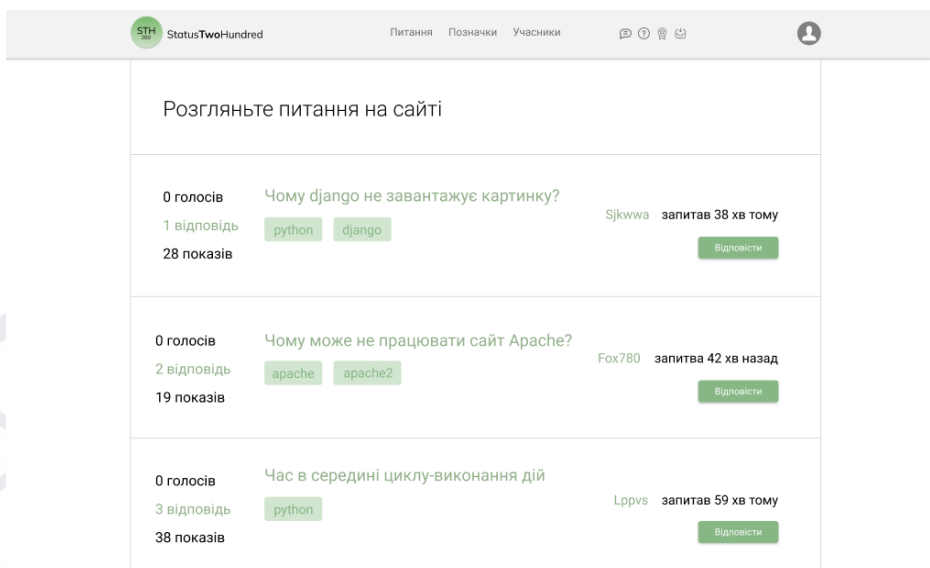 STH
200
StatusTwoHundred
Питання Позначки Учасники
Розгляньте питання на сайті
0 голосів
1 відповідь
28 показів
Чому django не завантажує картинку?
python django
Sjkwwa запитав 38 хв тому
Відповісти
0 голосів
2 відповідь
19 показів
Чому може не працювати сайт Apache?
apache apache2
Fox780 запитва 42 хв назад
Відповісти
0 голосів
3 відповідь
38 показів
Час в середині циклу-виконання дій
python
Lppvs запитав 59 хв тому
Відповісти